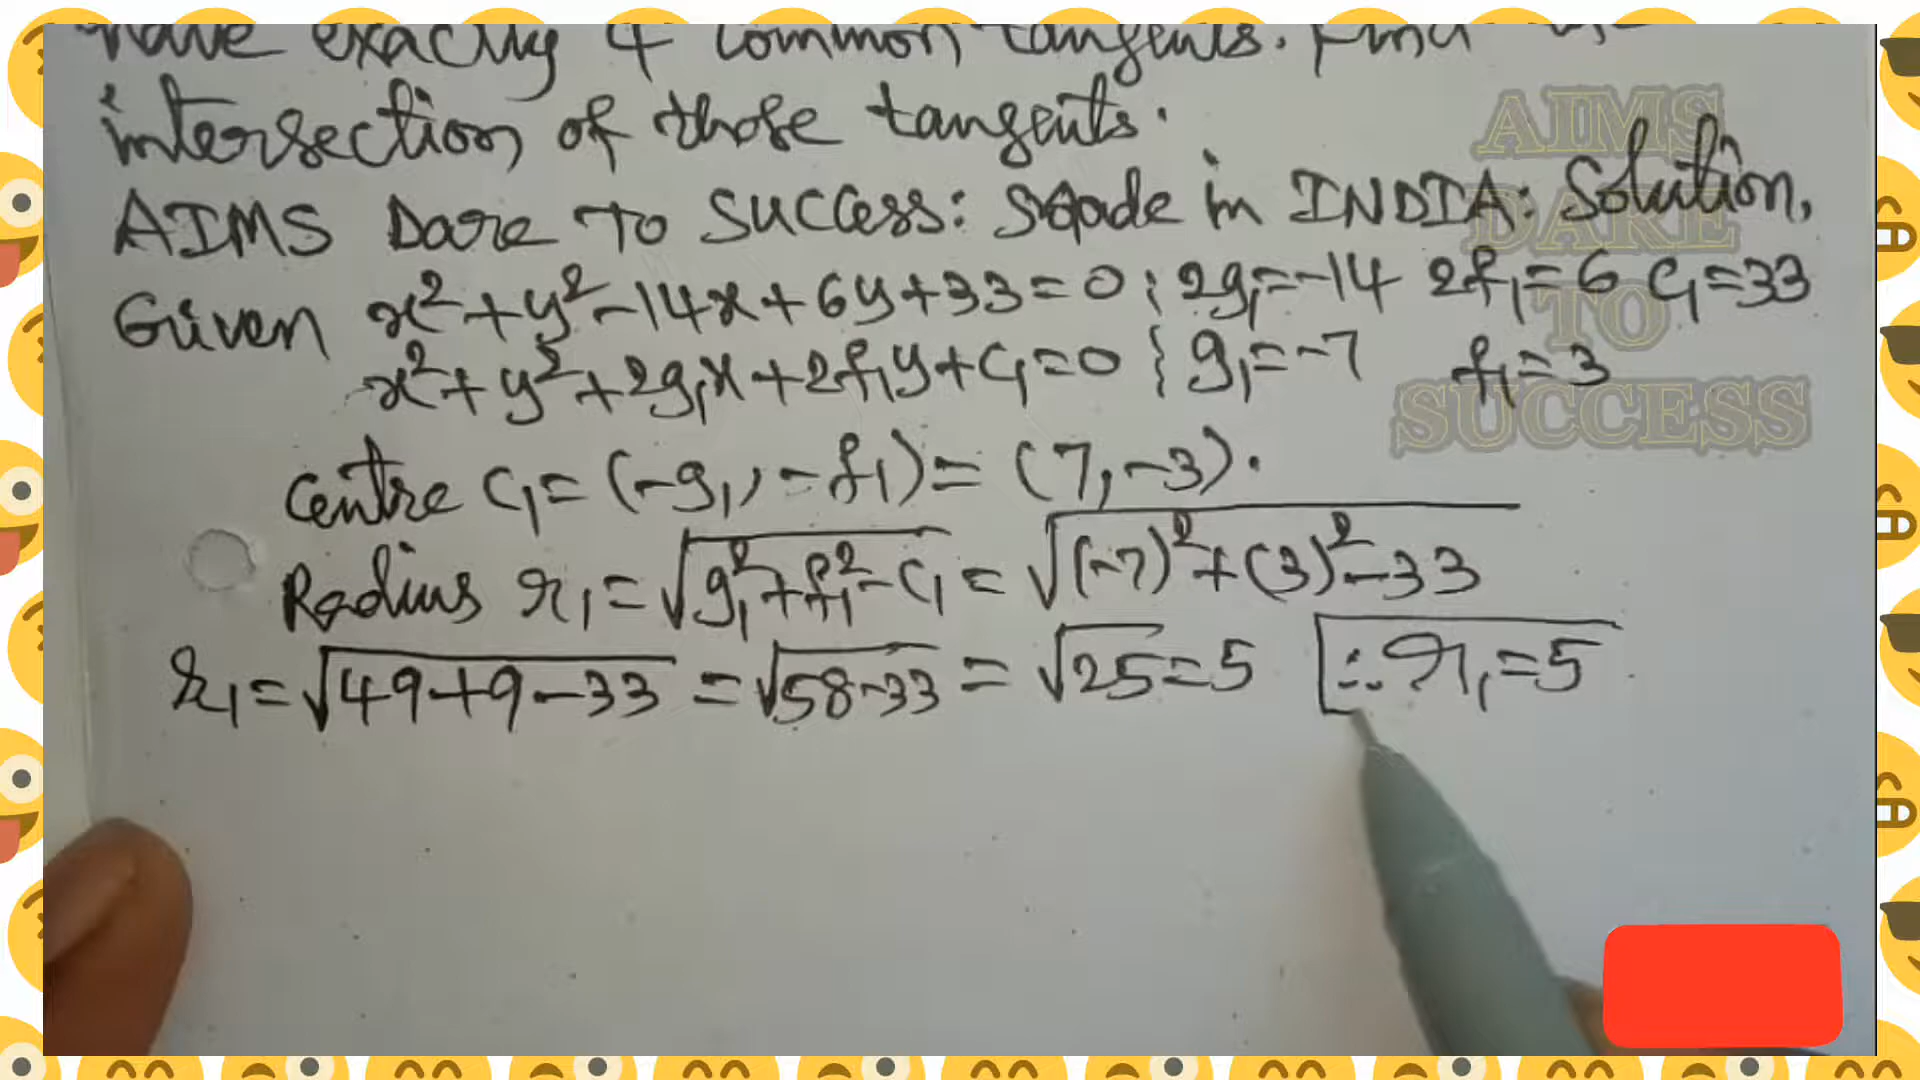 have exactly 4 common tangents. Find
intersection of those tangents.
AIMS Dare To Success: Made in INDIA: Solution,
Given x²+y²-14x+6y+33=0 ; 2g₁=-14 2f₁=6 C₁=33
x²+y²+2g₁x+2f₁y+C₁=0 } g₁=-7 f₁=3
Centre C₁=(-g₁,-f₁)=(7,-3).
Radius r₁=√g₁²+f₁²-C₁=√(-7)²+(3)²-33
r₁=√49+9-33=√58-33=√25=5 ∴r₁=5
AIMS
DARE
TO
SUCCESS